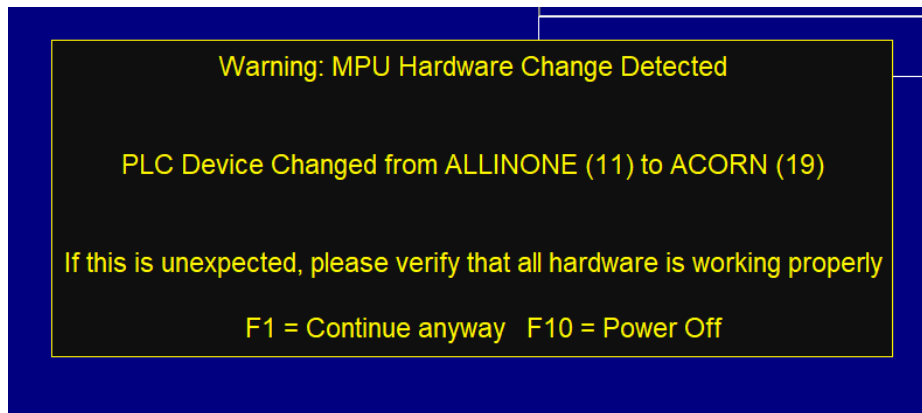 Warning: MPU Hardware Change Detected
PLC Device Changed from ALLINONE (11) to ACORN (19)
If this is unexpected, please verify that all hardware is working properly
F1 = Continue anyway F10 = Power Off